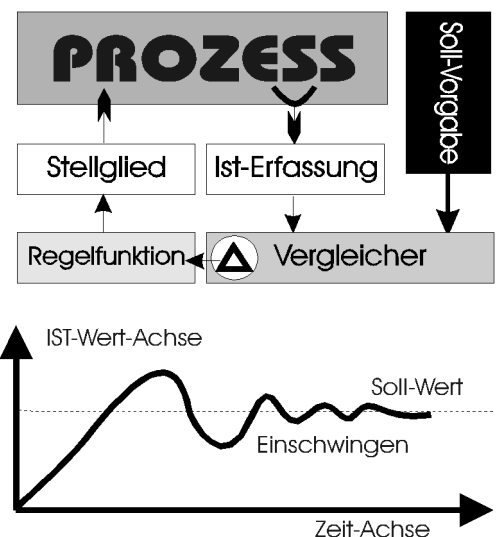 PROZESS
Soll-Vorgabe
Stellglied
Ist-Erfassung
Regelfunktion
Vergleicher
IST-Wert-Achse
Soll-Wert
Einschwingen
Zeit-Achse